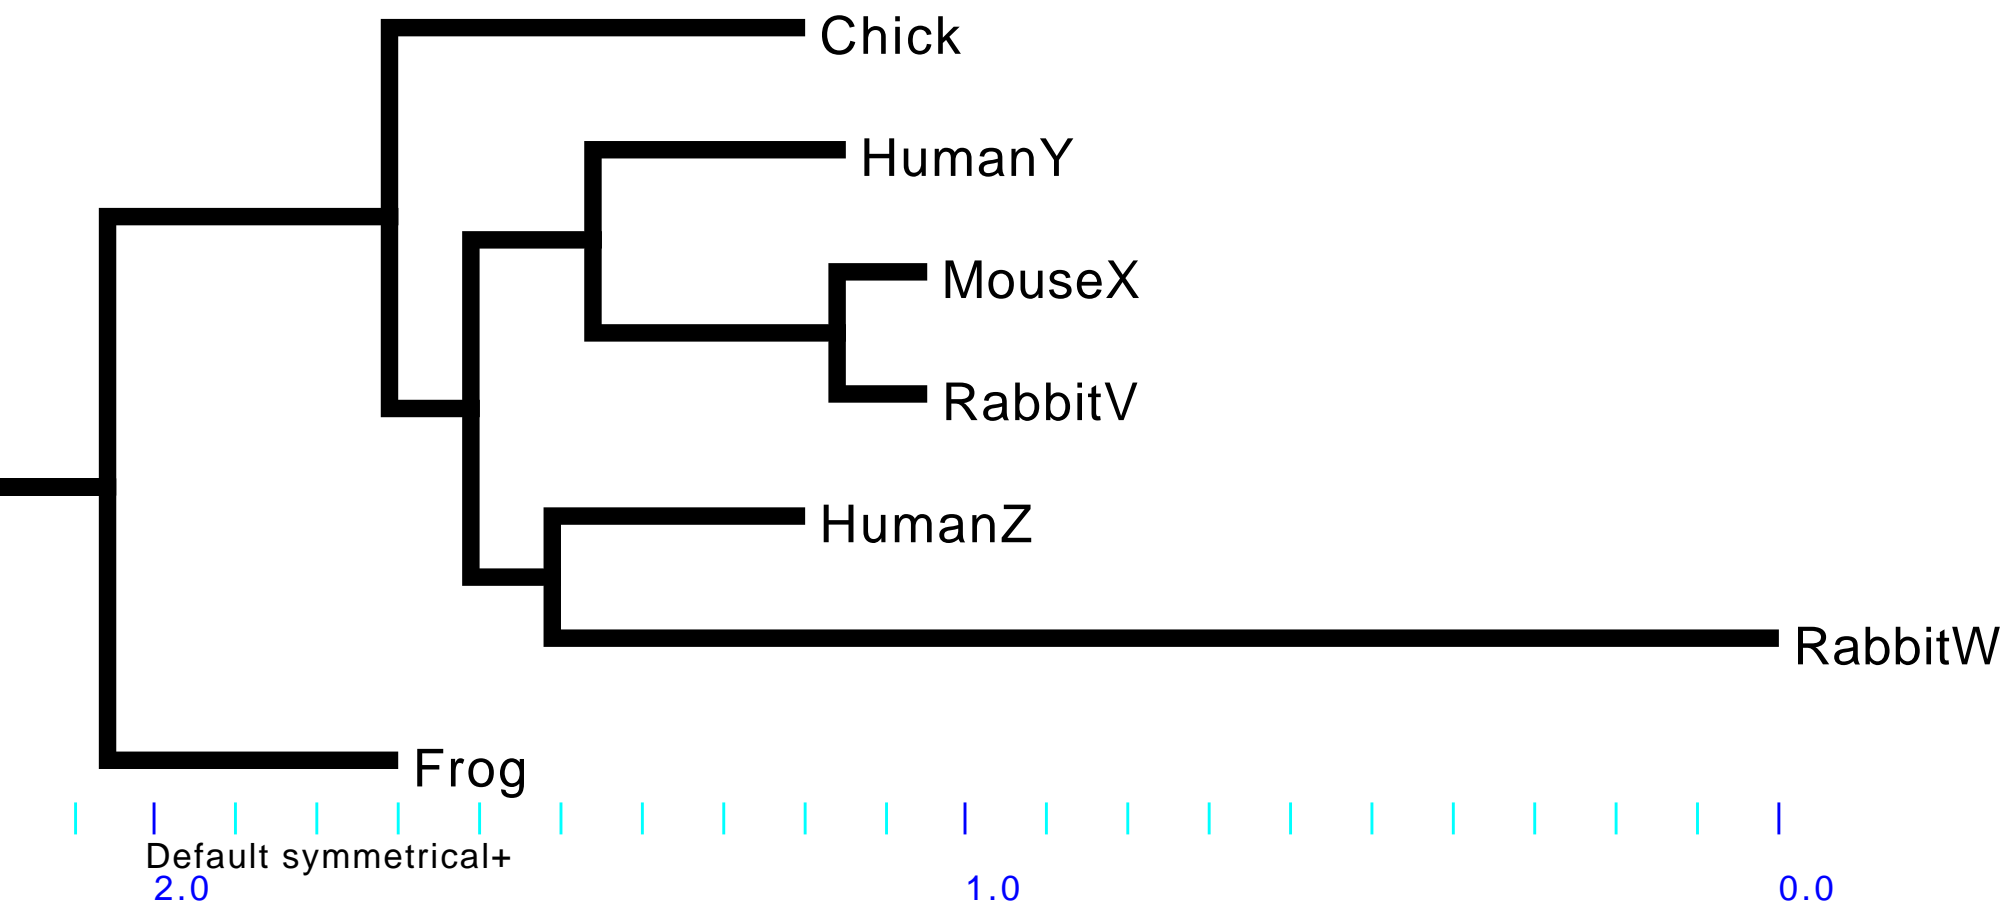 Chick
HumanY
MouseX
RabbitV
HumanZ
RabbitW
Frog
Default symmetrical+
2.0 1.0 0.0